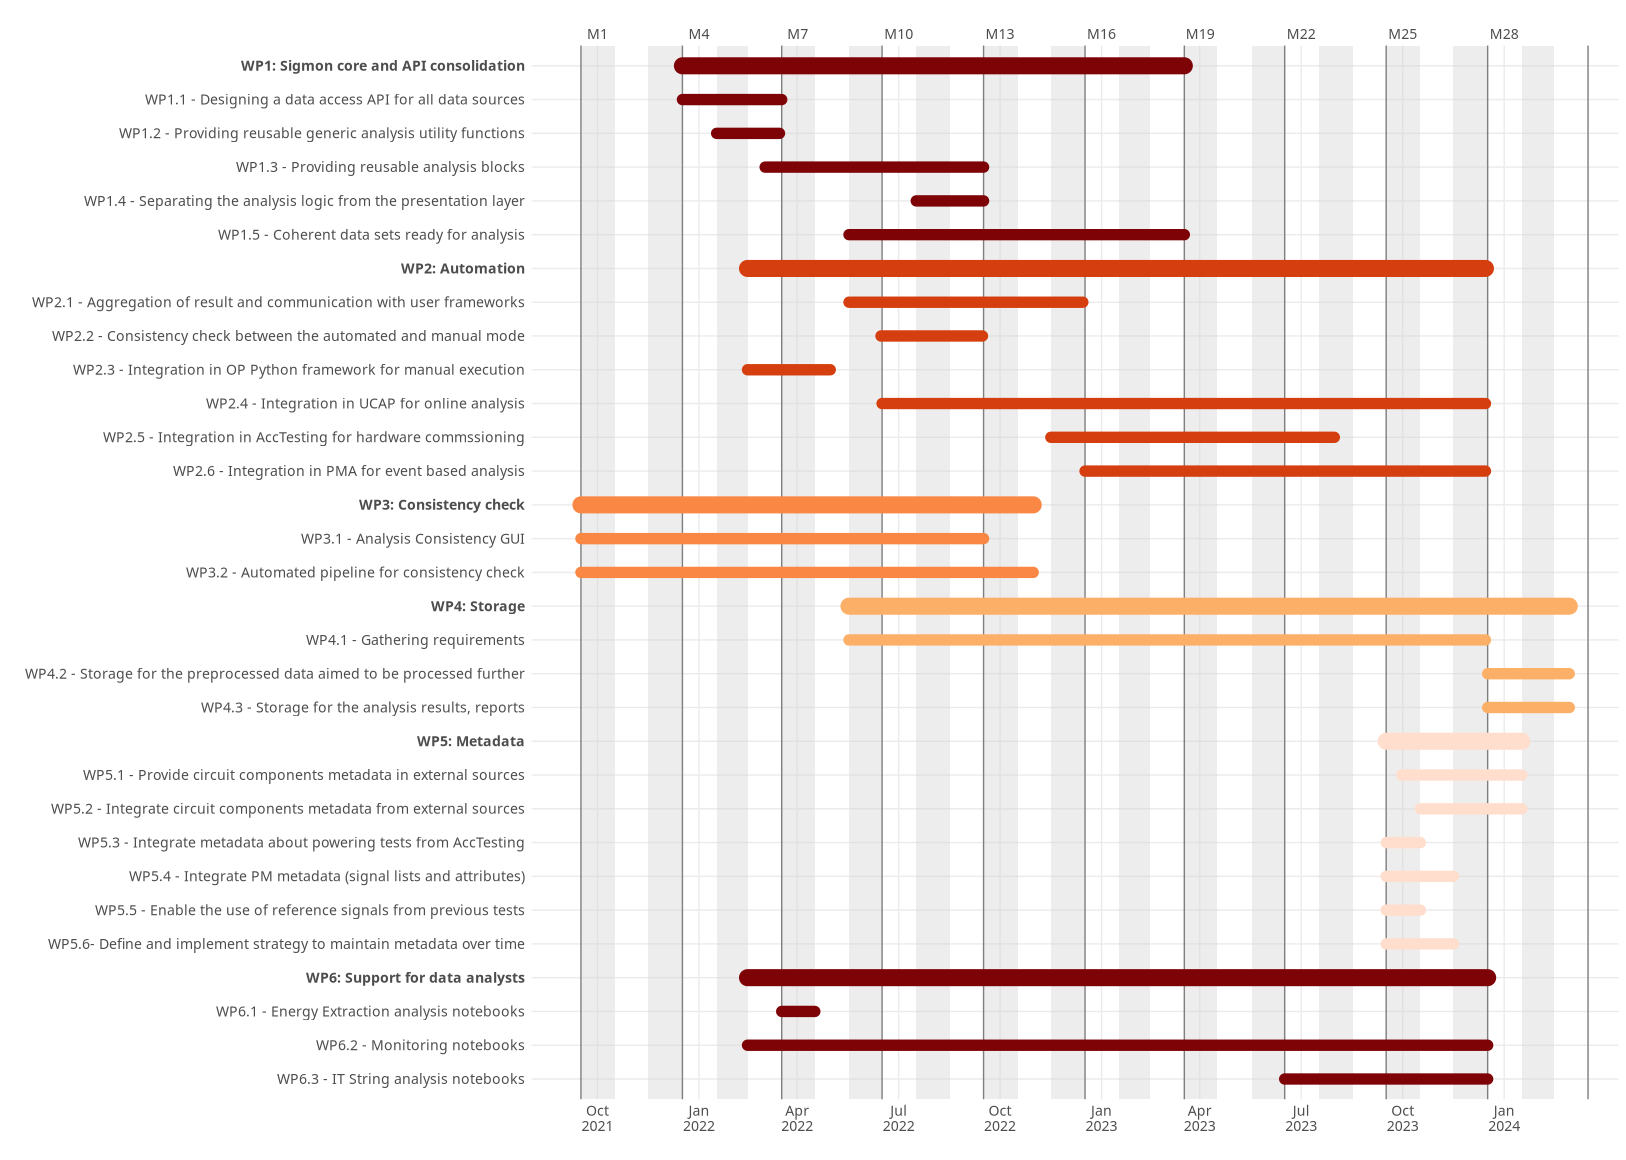 M1 M4 M7 M10 M13 M16 M19 M22 M25 M28
WP1: Sigmon core and API consolidation
WP1.1 - Designing a data access API for all data sources
WP1.2 - Providing reusable generic analysis utility functions
WP1.3 - Providing reusable analysis blocks
WP1.4 - Separating the analysis logic from the presentation layer
WP1.5 - Coherent data sets ready for analysis
WP2: Automation
WP2.1 - Aggregation of result and communication with user frameworks
WP2.2 - Consistency check between the automated and manual mode
WP2.3 - Integration in OP Python framework for manual execution
WP2.4 - Integration in UCAP for online analysis
WP2.5 - Integration in AccTesting for hardware commssioning
WP2.6 - Integration in PMA for event based analysis
WP3: Consistency check
WP3.1 - Analysis Consistency GUI
WP3.2 - Automated pipeline for consistency check
WP4: Storage
WP4.1 - Gathering requirements
WP4.2 - Storage for the preprocessed data aimed to be processed further
WP4.3 - Storage for the analysis results, reports
WP5: Metadata
WP5.1 - Provide circuit components metadata in external sources
WP5.2 - Integrate circuit components metadata from external sources
WP5.3 - Integrate metadata about powering tests from AccTesting
WP5.4 - Integrate PM metadata (signal lists and attributes)
WP5.5 - Enable the use of reference signals from previous tests
WP5.6- Define and implement strategy to maintain metadata over time
WP6: Support for data analysts
WP6.1 - Energy Extraction analysis notebooks
WP6.2 - Monitoring notebooks
WP6.3 - IT String analysis notebooks
Oct Jan Apr Jul Oct Jan Apr Jul Oct Jan
2021 2022 2022 2022 2022 2023 2023 2023 2023 2024